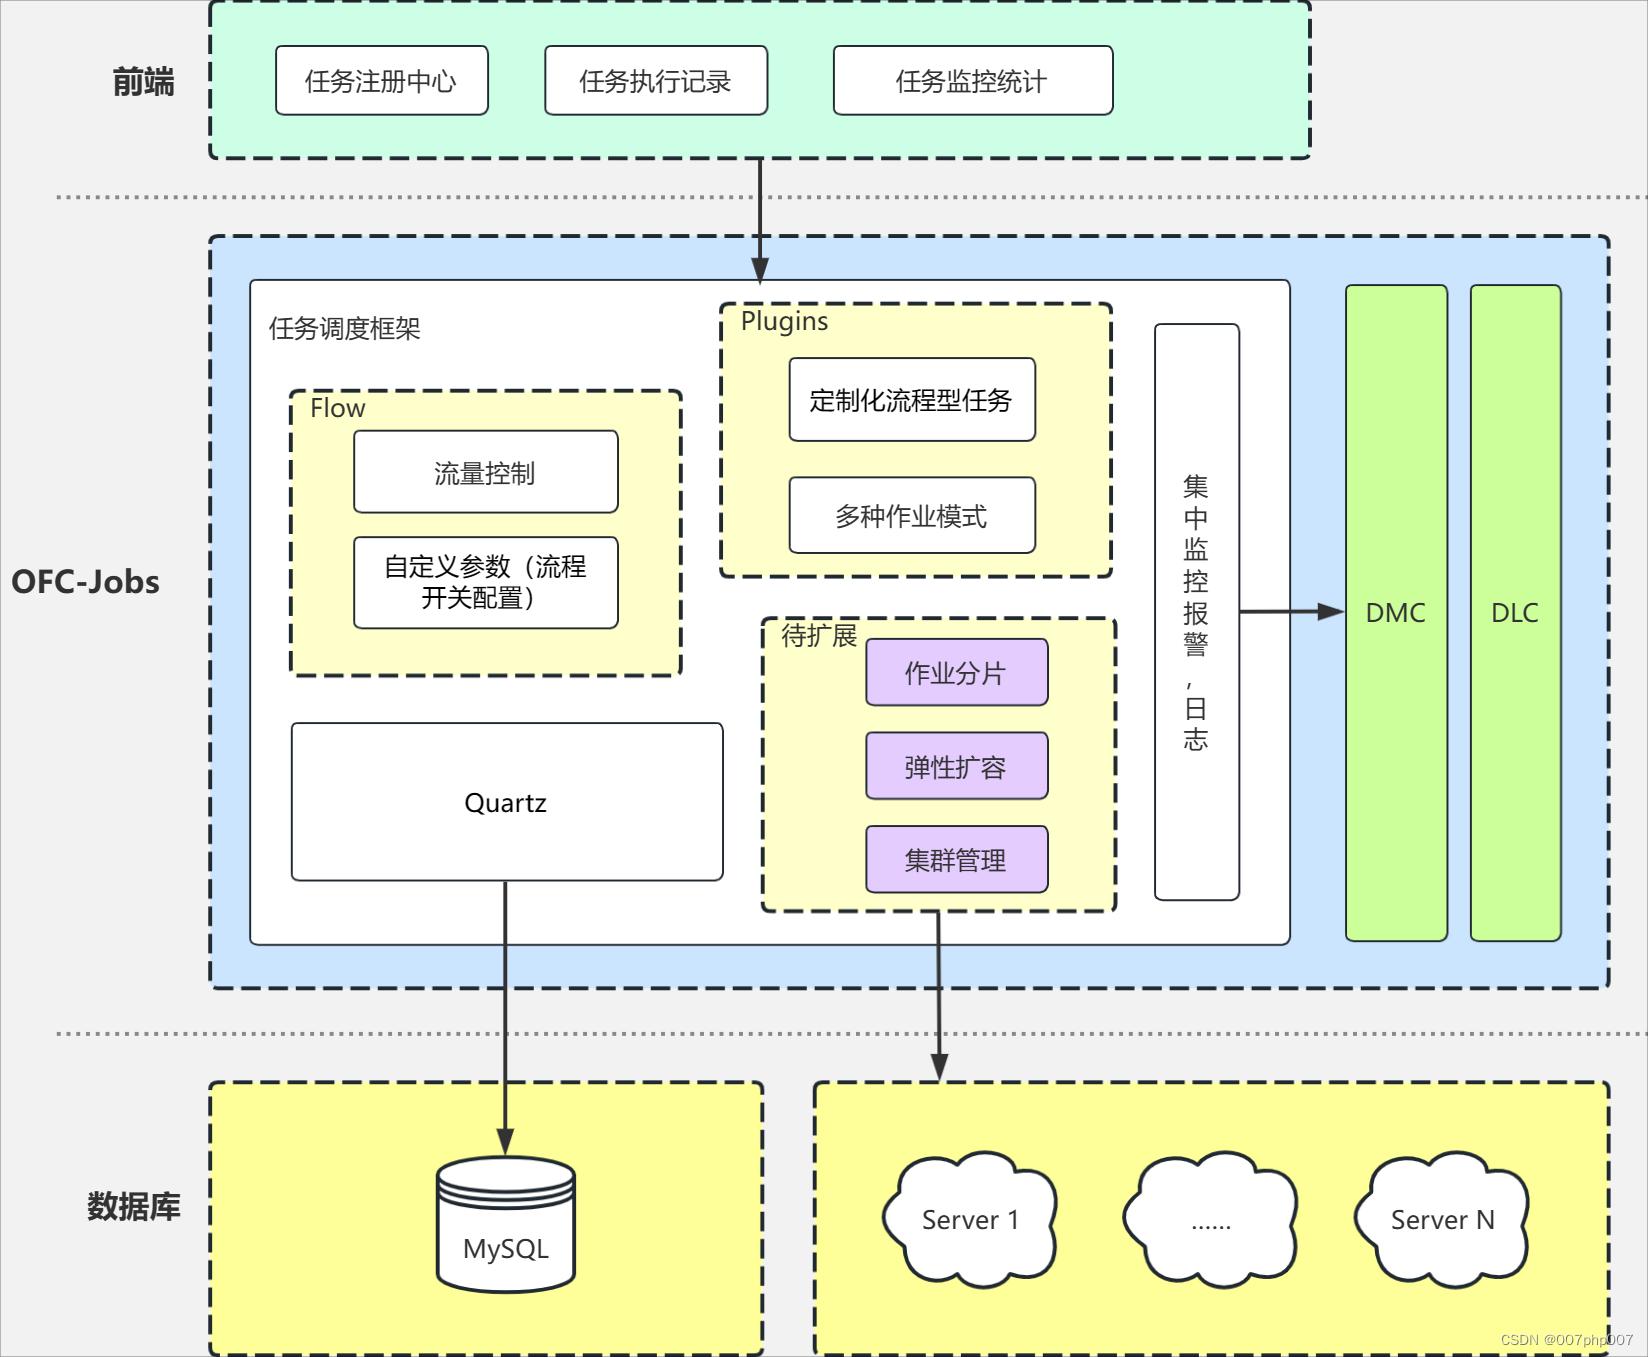 前端
任务注册中心
任务执行记录
任务监控统计
OFC-Jobs
任务调度框架
Flow
流量控制
自定义参数（流程
开关配置）
Quartz
Plugins
定制化流程型任务
多种作业模式
待扩展
作业分片
弹性扩容
集群管理
集
中
监
控
报
警
，
日
志
DMC
DLC
数据库
MySQL
Server 1
......
Server N
CSDN @007php007